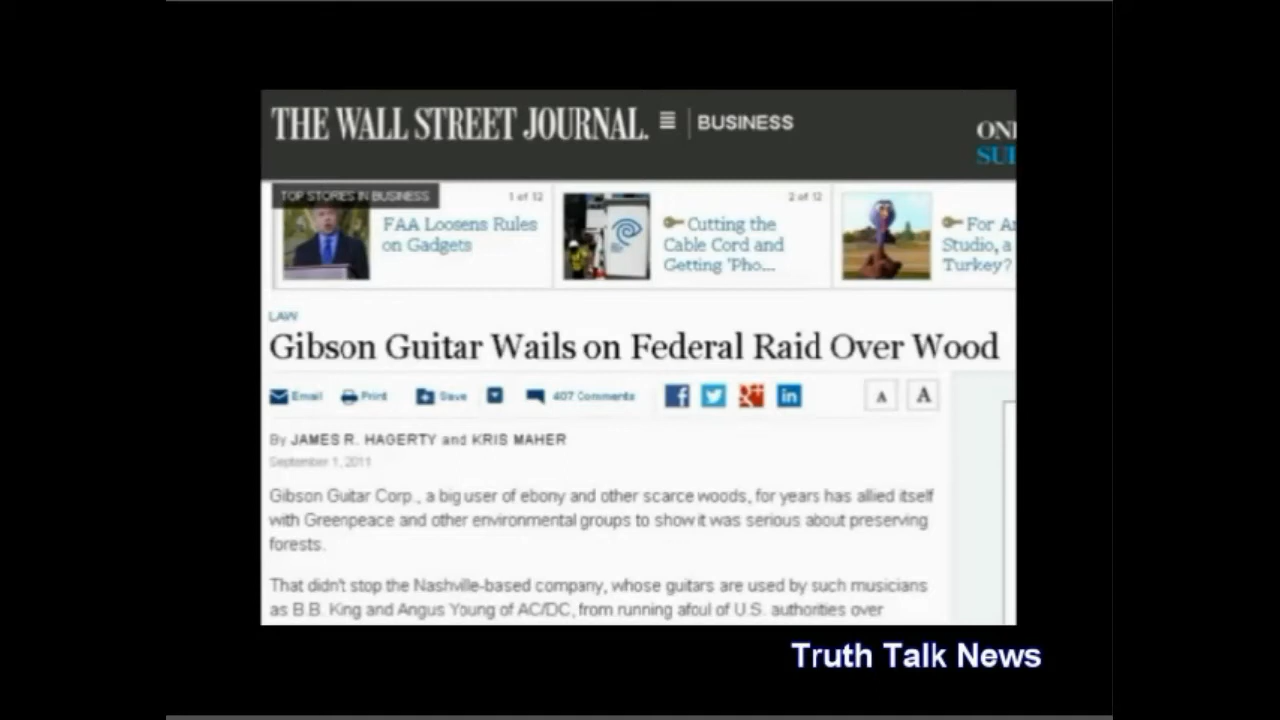 THE WALL STREET JOURNAL. BUSINESS
ON
SU
TOP STORIES IN BUSINESS
1 of 12
FAA Loosens Rules
on Gadgets
2 of 12
Cutting the
Cable Cord and
Getting 'Pho...
For A
Studio, a
Turkey?
LAW
Gibson Guitar Wails on Federal Raid Over Wood
Email Print Save 407 Comments
A A
By JAMES R. HAGERTY and KRIS MAHER
September 1, 2011
Gibson Guitar Corp., a big user of ebony and other scarce woods, for years has allied itself
with Greenpeace and other environmental groups to show it was serious about preserving
forests.
That didn't stop the Nashville-based company, whose guitars are used by such musicians
as B.B. King and Angus Young of AC/DC, from running afoul of U.S. authorities over
Truth Talk News